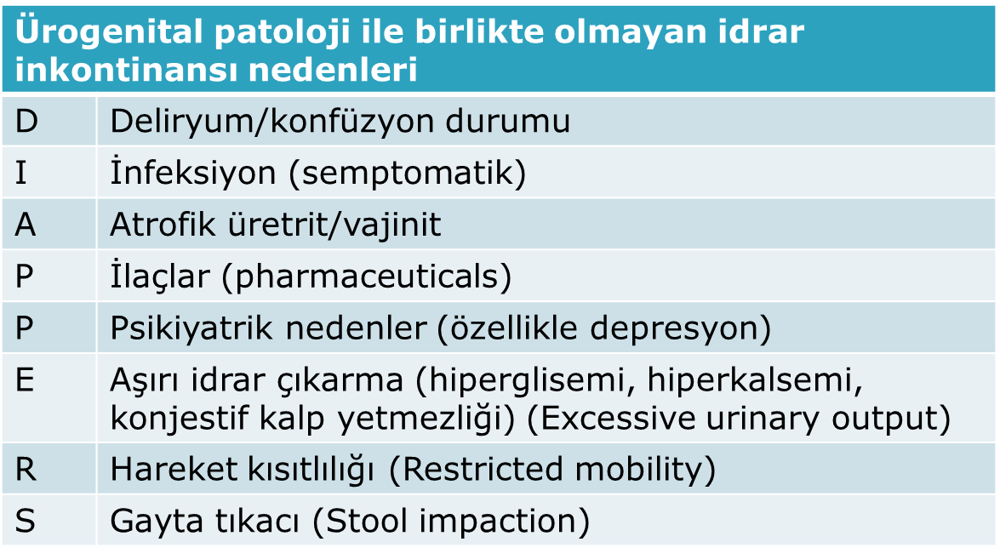 Ürogenital patoloji ile birlikte olmayan idrar
inkontinansı nedenleri
D Deliryum/konfüzyon durumu
I İnfeksiyon (semptomatik)
A Atrofik üretrit/vajinit
P İlaçlar (pharmaceuticals)
P Psikiyatrik nedenler (özellikle depresyon)
E Aşırı idrar çıkarma (hiperglisemi, hiperkalsemi,
konjestif kalp yetmezliği) (Excessive urinary output)
R Hareket kısıtlılığı (Restricted mobility)
S Gayta tıkacı (Stool impaction)